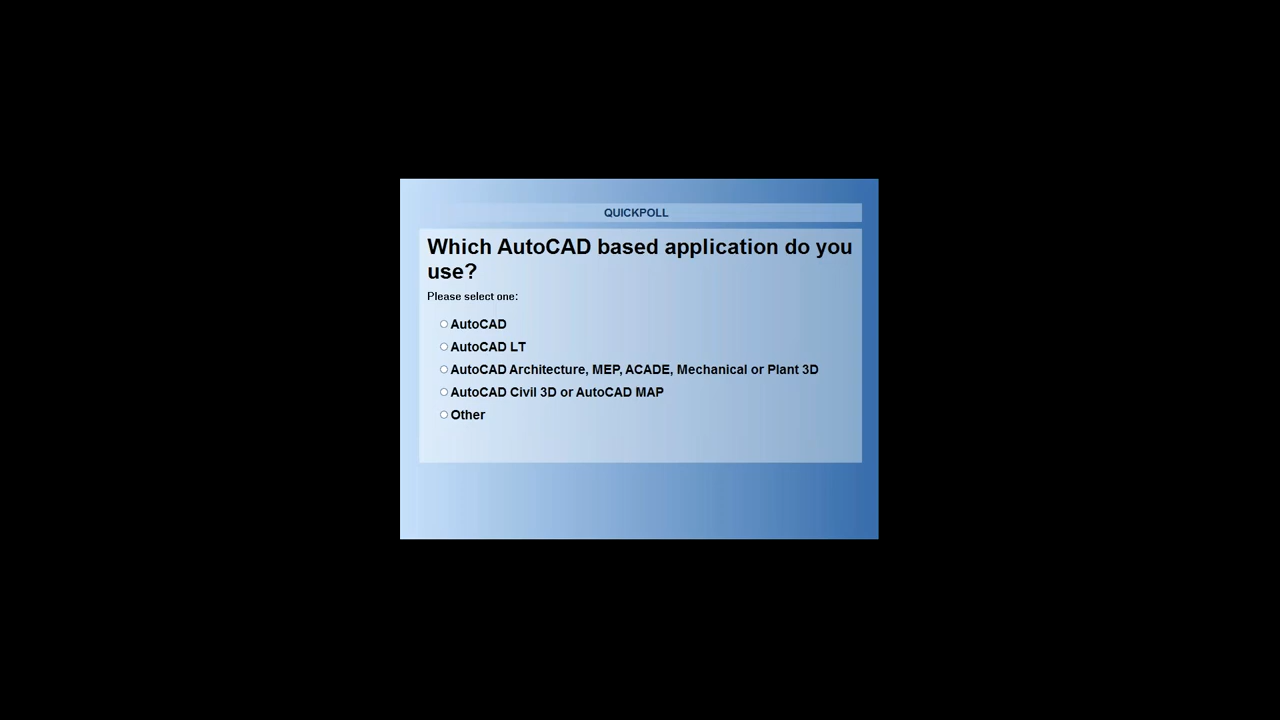 QUICKPOLL
Which AutoCAD based application do you
use?
Please select one:
AutoCAD
AutoCAD LT
AutoCAD Architecture, MEP, ACADE, Mechanical or Plant 3D
AutoCAD Civil 3D or AutoCAD MAP
Other